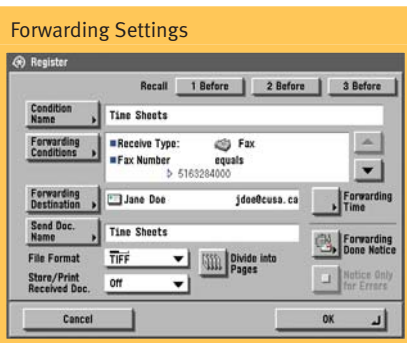 Forwarding Settings
Register
Recall 1 Before 2 Before 3 Before
Condition Name Time Sheets
Forwarding Conditions
Receive Type: Fax
Fax Number equals
5163284000
Forwarding Destination Jane Doe jdoe@cusa.ca
Forwarding Time
Send Doc. Name Time Sheets
Forwarding Done Notice
File Format TIFF Divide into Pages
Store/Print Received Doc. Off
Notice Only for Errors
Cancel OK